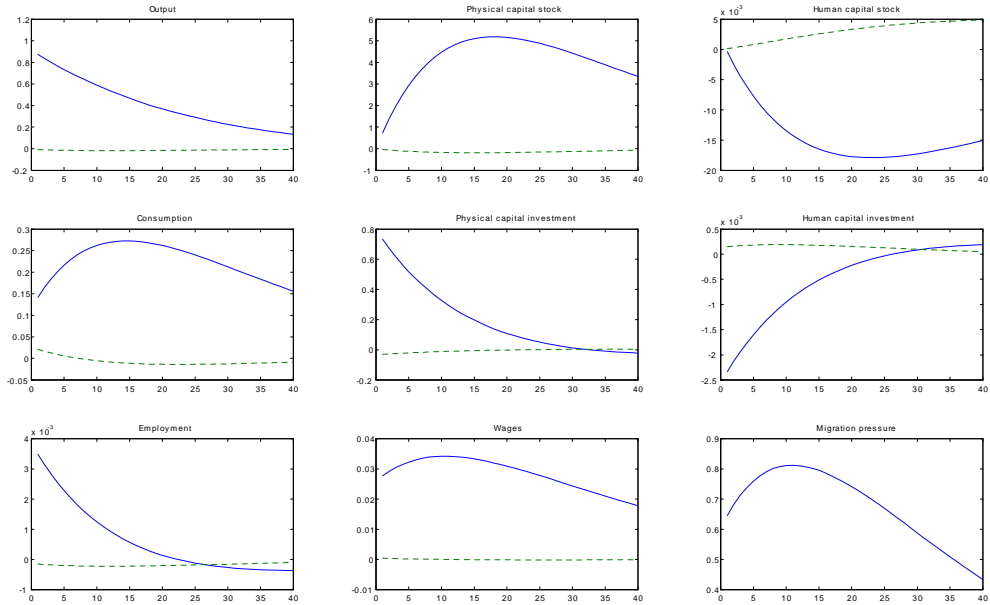 Output
1.2
1
0.8
0.6
0.4
0.2
0
-0.2
0 5 10 15 20 25 30 35 40
Physical capital stock
6
5
4
3
2
1
0
-1
0 5 10 15 20 25 30 35 40
Human capital stock
x 10^3
5
0
-5
-10
-15
-20
0 5 10 15 20 25 30 35 40
Consumption
0.3
0.25
0.2
0.15
0.1
0.05
0
-0.05
0 5 10 15 20 25 30 35 40
Physical capital investment
0.8
0.6
0.4
0.2
0
-0.2
0 5 10 15 20 25 30 35 40
Human capital investment
x 10^3
0.5
0
-0.5
-1
-1.5
-2
-2.5
0 5 10 15 20 25 30 35 40
Employment
x 10^3
4
3
2
1
0
-1
0 5 10 15 20 25 30 35 40
Wages
0.04
0.03
0.02
0.01
0
-0.01
0 5 10 15 20 25 30 35 40
Migration pressure
0.9
0.8
0.7
0.6
0.5
0.4
0 5 10 15 20 25 30 35 40